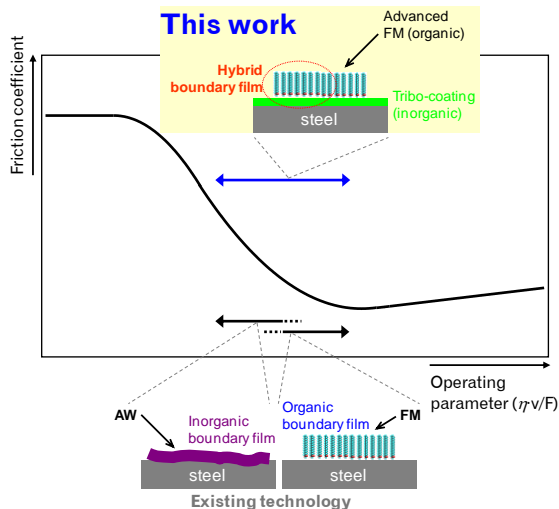 This work
Advanced
FM (organic)
Hybrid
boundary film
Tribo-coating
(inorganic)
steel
Friction coefficient
Operating
parameter (η·v/F)
AW
Inorganic
boundary film
Organic
boundary film
FM
steel
steel
Existing technology